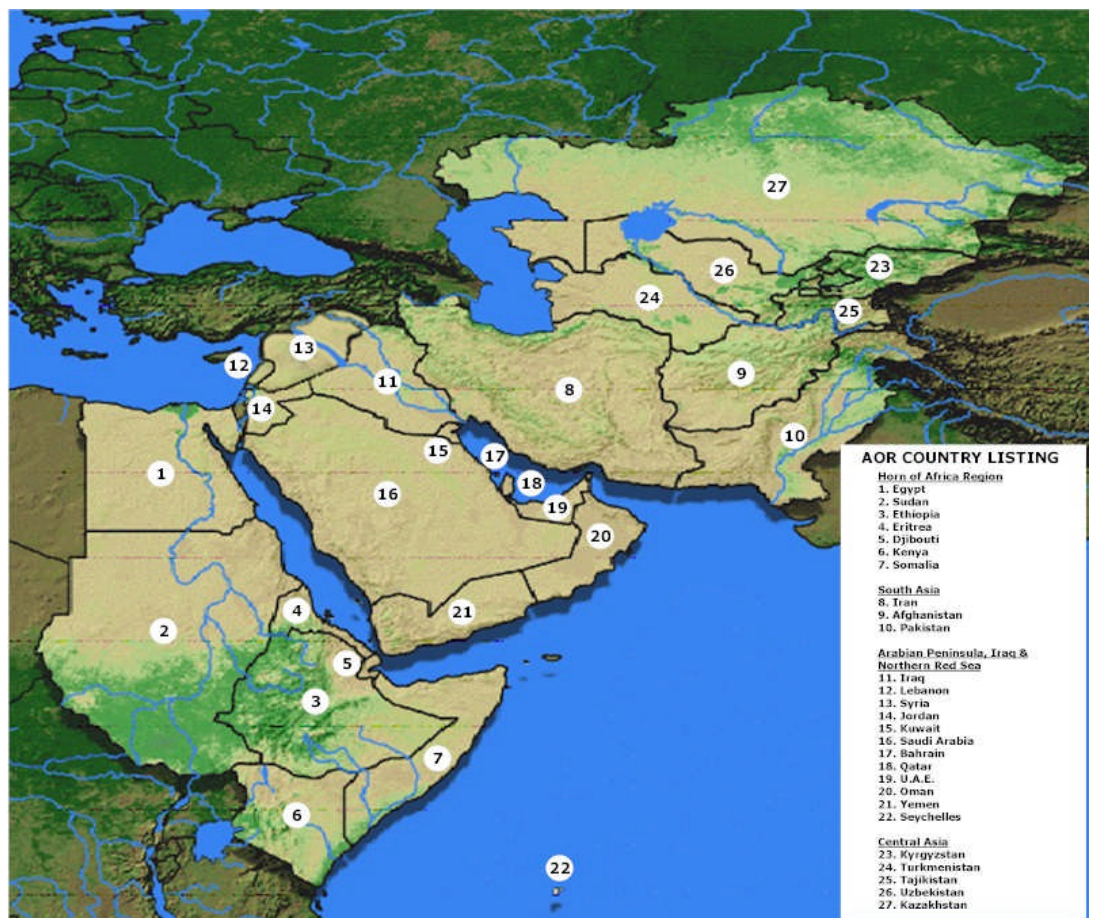 27
23
26
24
25
13
12
11
9
8
14
10
15
17
1
18
16
19
20
4
21
2
5
3
7
6
22
AOR COUNTRY LISTING
Horn of Africa Region
1. Egypt
2. Sudan
3. Ethiopia
4. Eritrea
5. Djibouti
6. Kenya
7. Somalia
South Asia
8. Iran
9. Afghanistan
10. Pakistan
Arabian Peninsula, Iraq &
Northern Red Sea
11. Iraq
12. Lebanon
13. Syria
14. Jordan
15. Kuwait
16. Saudi Arabia
17. Bahrain
18. Qatar
19. U.A.E.
20. Oman
21. Yemen
22. Seychelles
Central Asia
23. Kyrgyzstan
24. Turkmenistan
25. Tajikistan
26. Uzbekistan
27. Kazakhstan